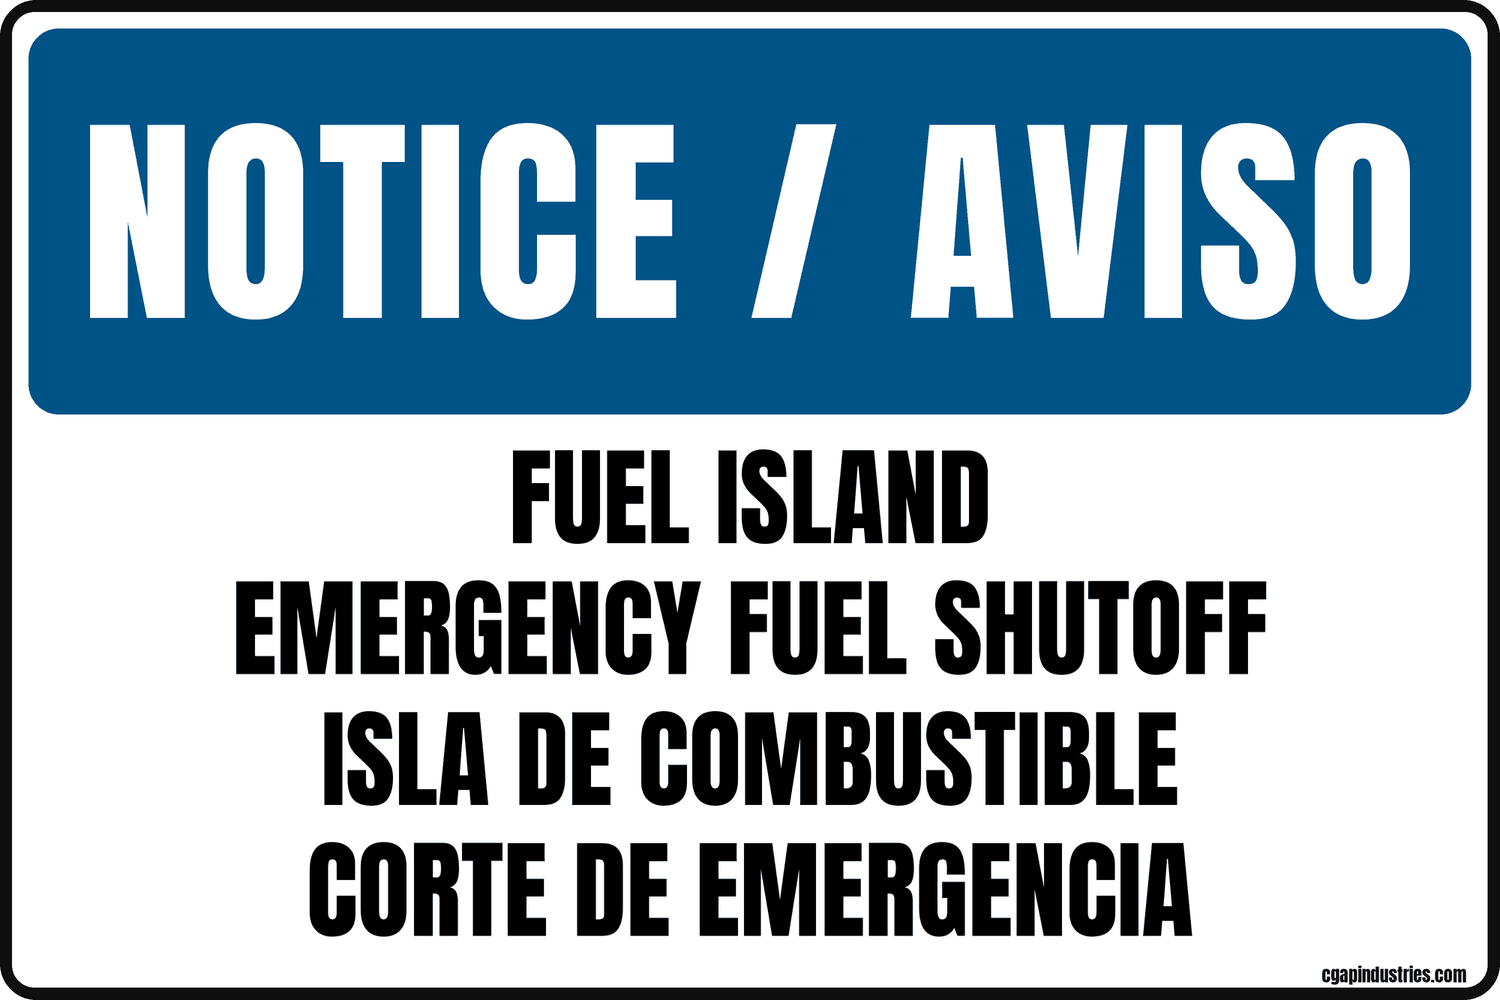 NOTICE / AVISO
FUEL ISLAND
EMERGENCY FUEL SHUTOFF
ISLA DE COMBUSTIBLE
CORTE DE EMERGENCIA
cgapindustries.com